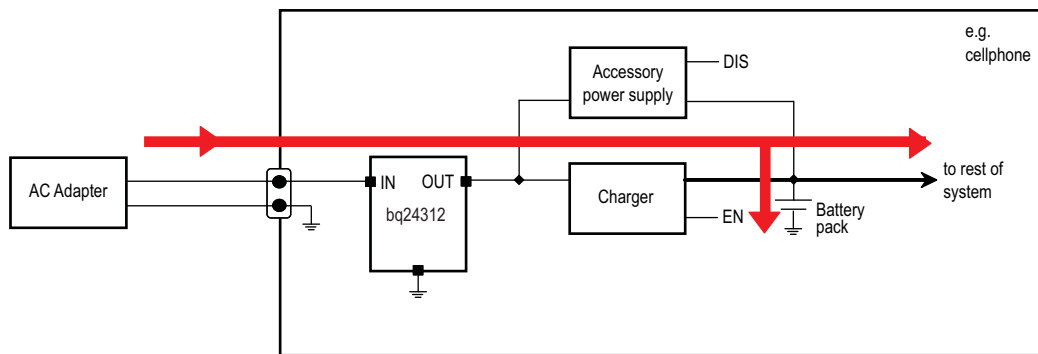 e.g.
cellphone
Accessory
power supply
DIS
AC Adapter
IN
OUT
bq24312
Charger
EN
Battery
pack
to rest of
system